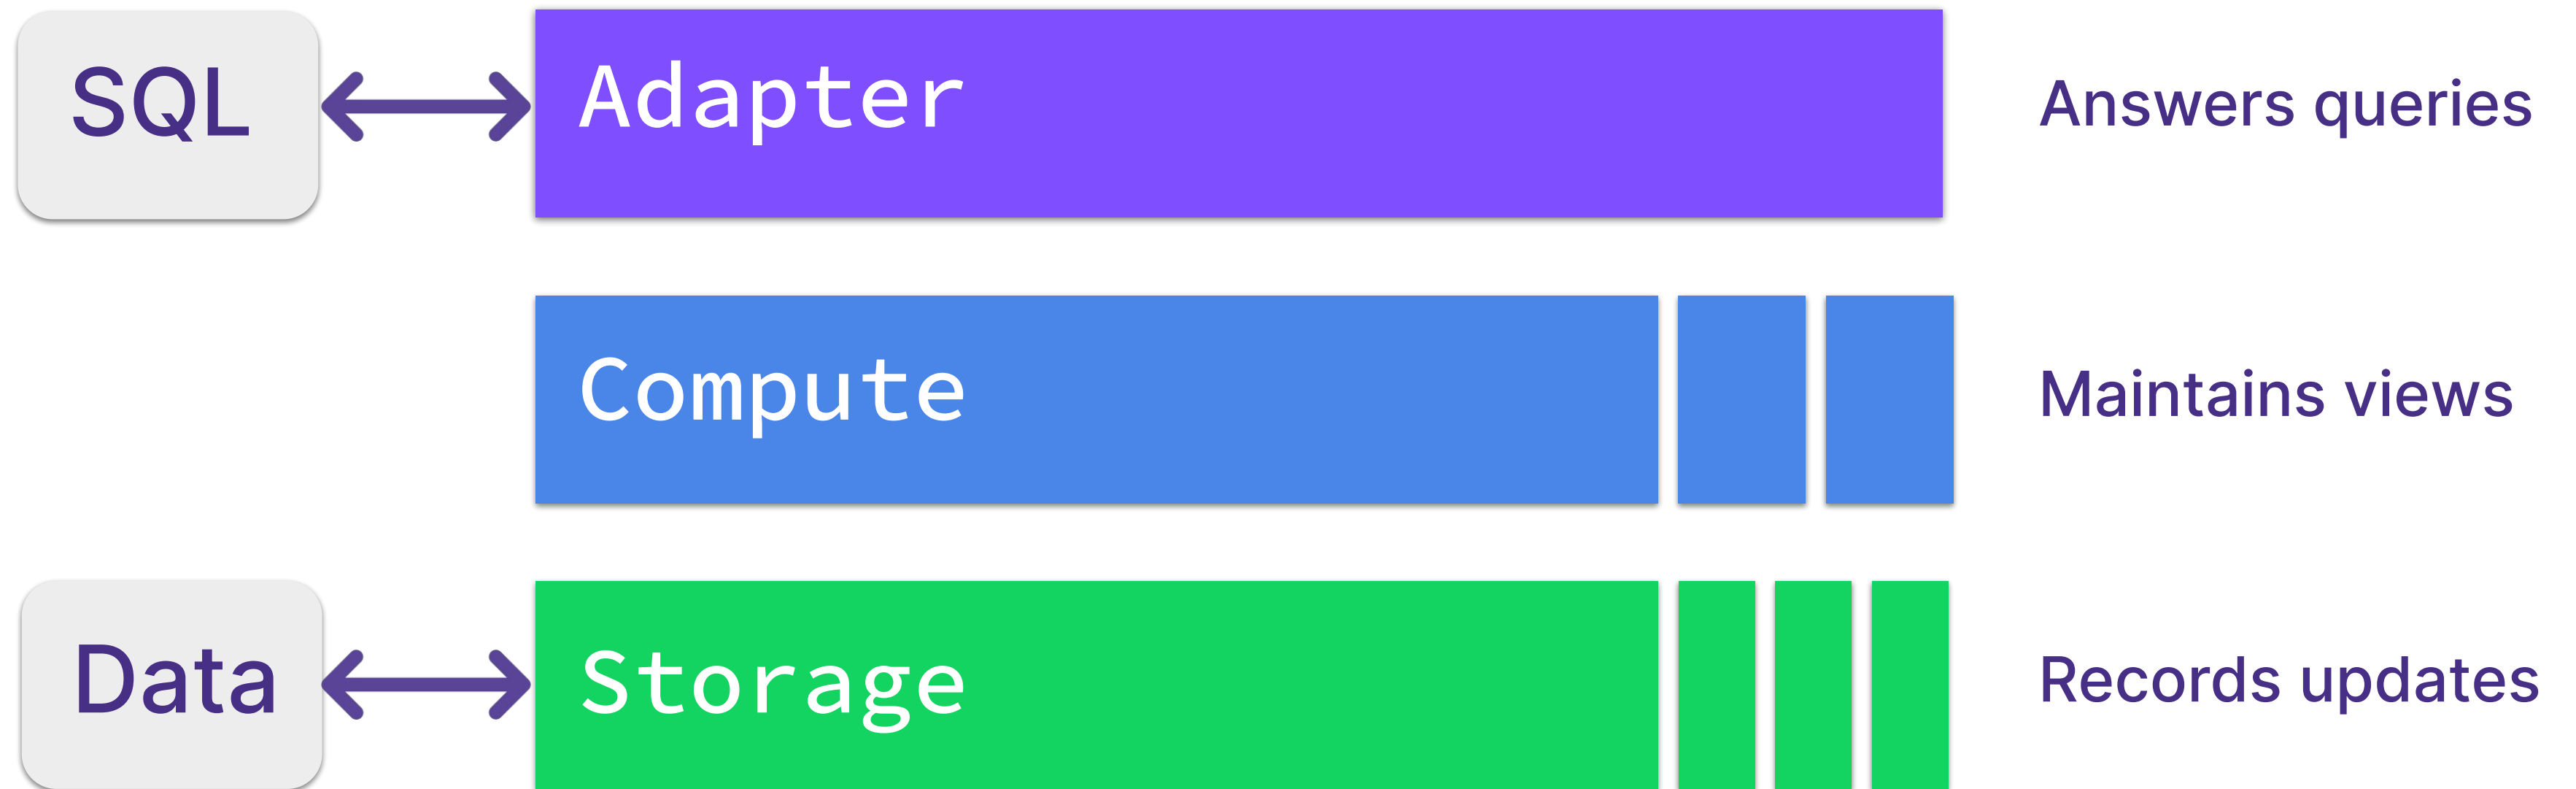 SQL
Adapter
Answers queries
Compute
Maintains views
Data
Storage
Records updates